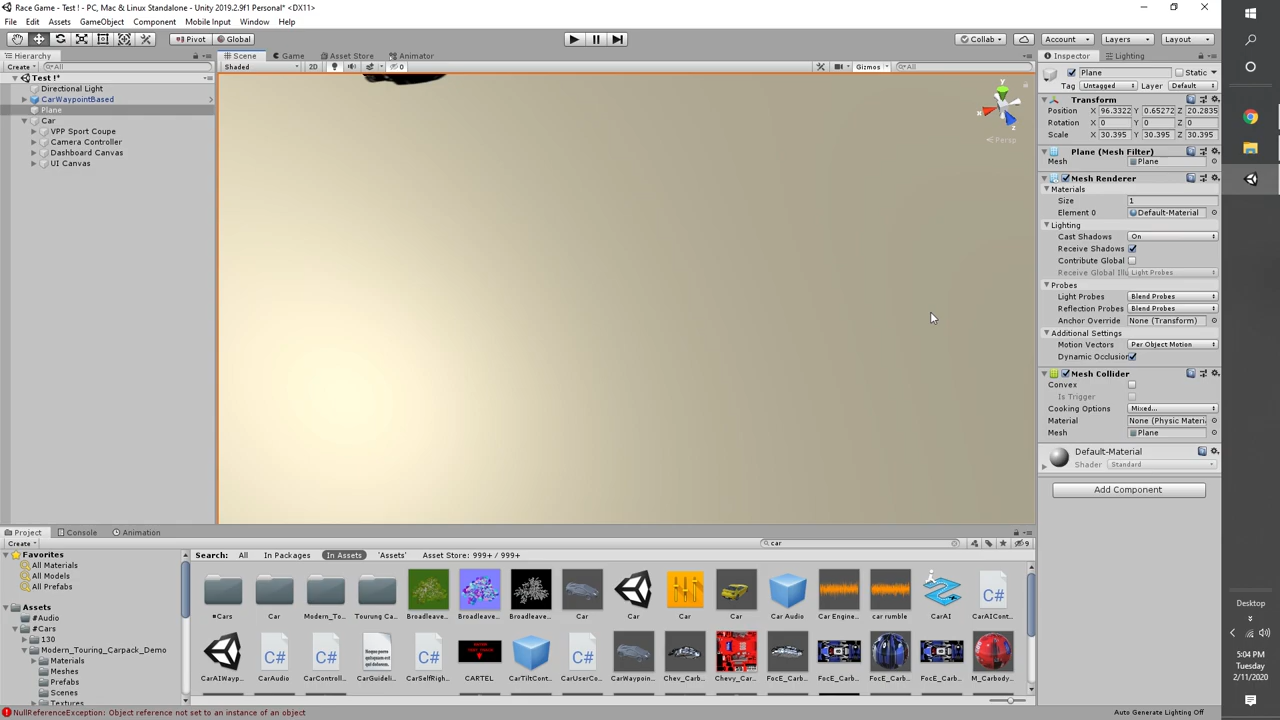 Race Game - Test ! - PC, Mac & Linux Standalone - Unity 2019.2.9f1 Personal* <DX11>
File Edit Assets GameObject Component Mobile Input Window Help
Pivot Global Collab Account Layers Layout
Hierarchy Scene Game Asset Store Animator Inspector Lighting
Create All Shaded 2D 0 Gizmos All
Plane Static
Tag Untagged Layer Default
Test !*
Directional Light
CarWaypointBased
Plane
Car
VPP Sport Coupe
Camera Controller
Dashboard Canvas
UI Canvas
Y
X
Z
Persp
Transform
Position X 96.3322 Y 0.65272 Z 20.2835
Rotation X 0 Y 0 Z 0
Scale X 30.395 Y 30.395 Z 30.395
Plane (Mesh Filter)
Mesh Plane
Mesh Renderer
Materials
Size 1
Element 0 Default-Material
Lighting
Cast Shadows On
Receive Shadows
Contribute Global
Receive Global Illu Light Probes
Probes
Light Probes Blend Probes
Reflection Probes Blend Probes
Anchor Override None (Transform)
Additional Settings
Motion Vectors Per Object Motion
Dynamic Occlusion
Mesh Collider
Convex
Is Trigger
Cooking Options Mixed...
Material None (Physic Materi
Mesh Plane
Default-Material
Shader Standard
Add Component
Project Console Animation
Create car 9
Favorites
All Materials
All Models
All Prefabs
Assets
#Audio
#Cars
130
Modern_Touring_Carpack_Demo
Materials
Meshes
Prefabs
Scenes
Textures
Search: All In Packages In Assets 'Assets' Asset Store: 999+ / 999+
#Cars Car Modern_To... Tourung Ca... Broadleave... Broadleave... Broadleave... Car Car Car Car Car Audio Car Engine... car rumble CarAI CarAICont...
CarAIWayp... CarAudio CarControll... CarGuideli... CarSelfRigh... CARTEL CarTiltCont... CarUserCo... CarWaypoin... Chev_Carb... Chevy_Car... FocE_Carb... FocE_Carb... FocE_Carb... FocE_Carb... M_Carbody...
NullReferenceException: Object reference not set to an instance of an object
Auto Generate Lighting Off
Desktop
5:04 PM
Tuesday
2/11/2020